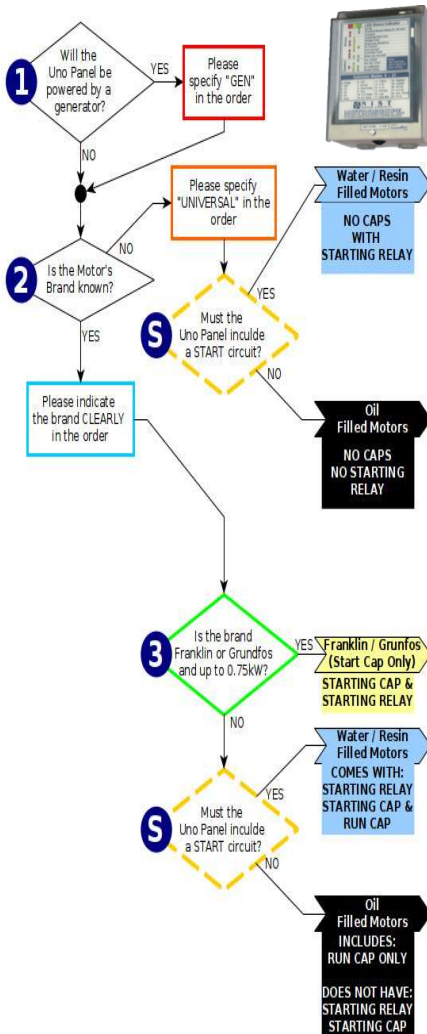 1
Will the
Uno Panel be
powered by a
generator?
YES
Please
specify "GEN"
in the order
NO
Please specify
"UNIVERSAL" in the
order
NO
2
Is the Motor's
Brand known?
YES
S
Must the
Uno Panel inculde
a START circuit?
YES
Water / Resin
Filled Motors
NO CAPS
WITH
STARTING RELAY
NO
Oil
Filled Motors
NO CAPS
NO STARTING
RELAY
Please indicate
the brand CLEARLY
in the order
3
Is the brand
Franklin or Grundfos
and up to 0.75kW?
YES
Franklin / Grunfos
(Start Cap Only)
STARTING CAP &
STARTING RELAY
NO
S
Must the
Uno Panel inculde
a START circuit?
YES
Water / Resin
Filled Motors
COMES WITH:
STARTING RELAY
STARTING CAP &
RUN CAP
NO
Oil
Filled Motors
INCLUDES:
RUN CAP ONLY
DOES NOT HAVE:
STARTING RELAY
STARTING CAP